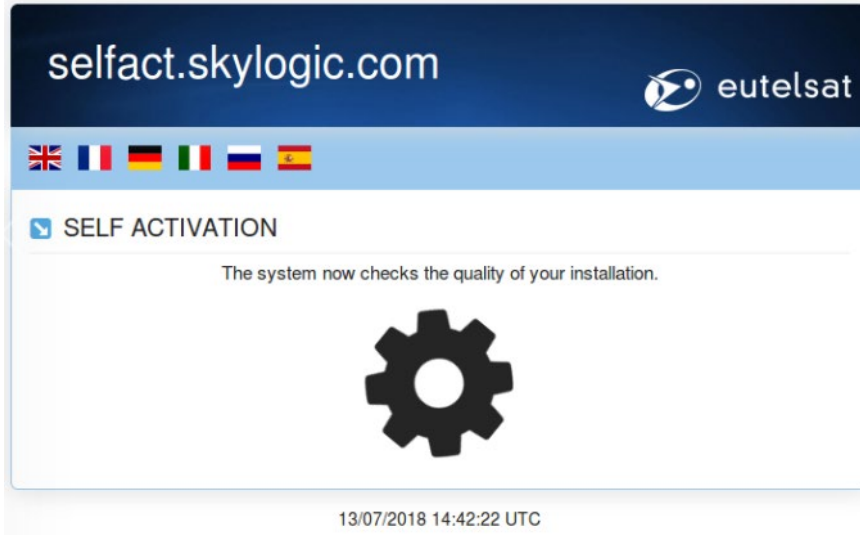 selfact.skylogic.com
eutelsat
SELF ACTIVATION
The system now checks the quality of your installation.
13/07/2018 14:42:22 UTC